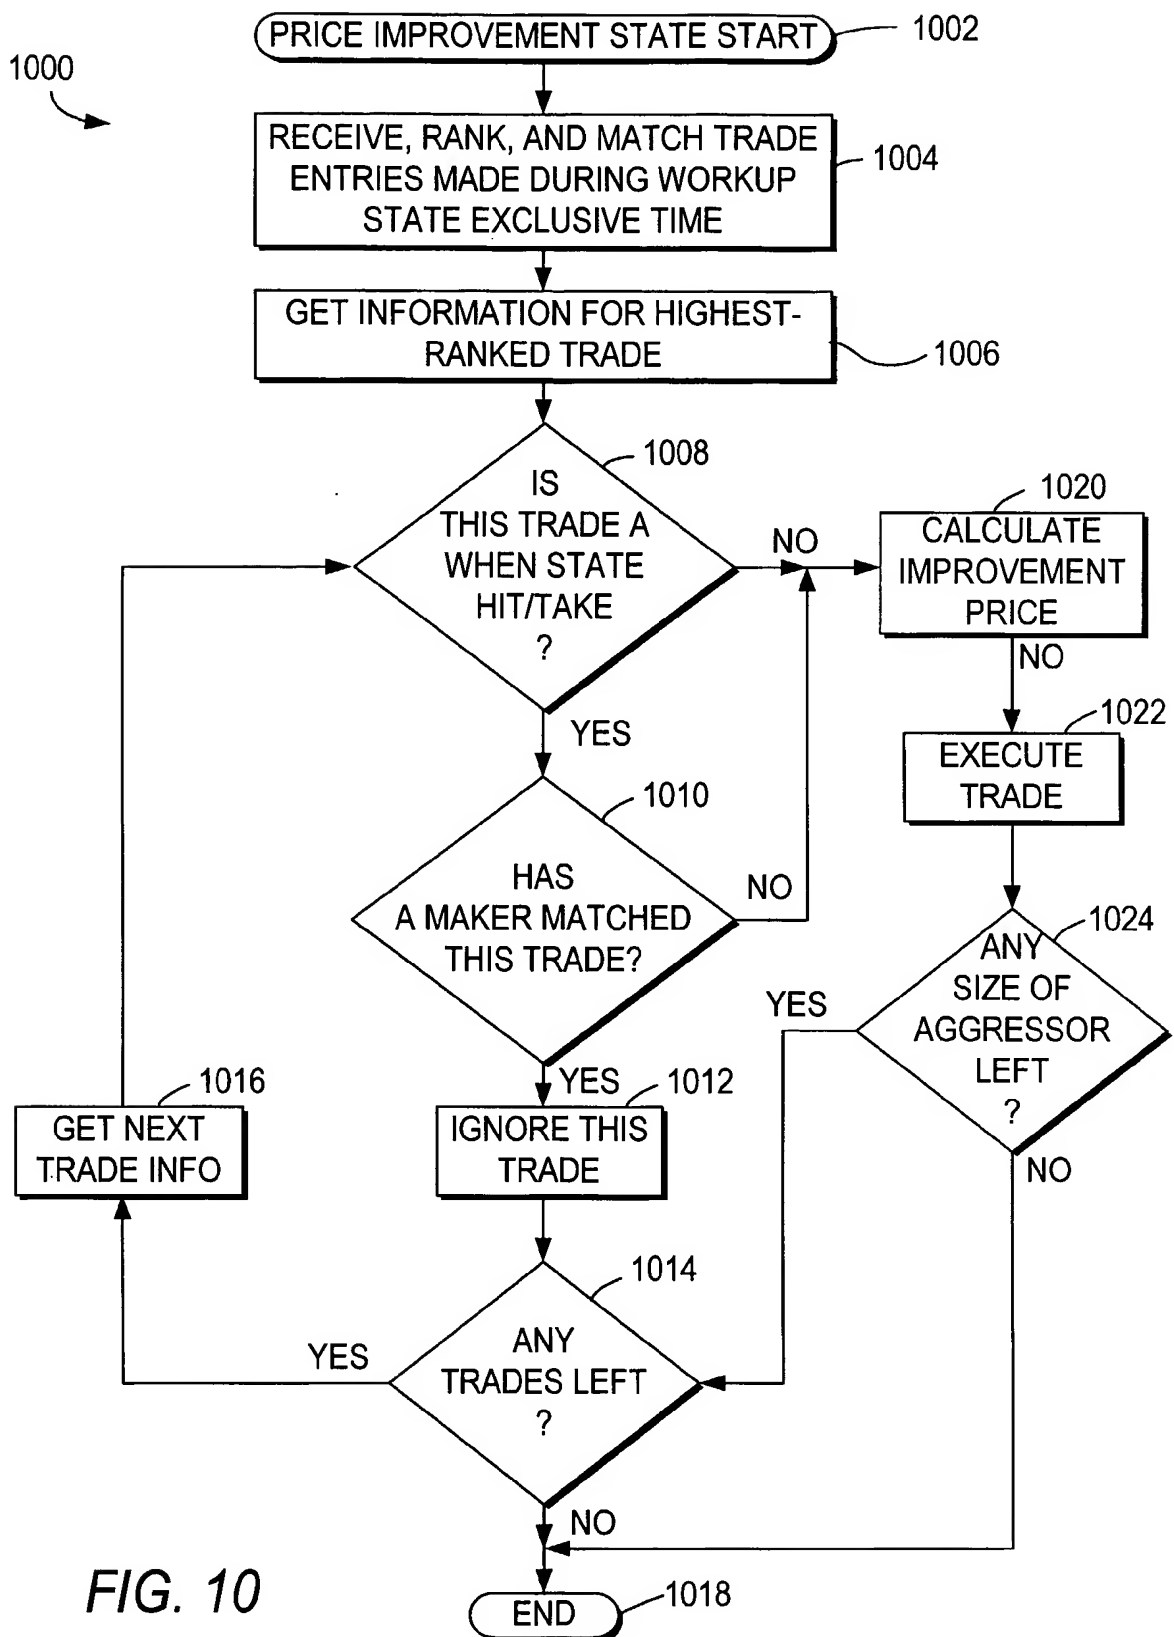 PRICE IMPROVEMENT STATE START
1002
1000
RECEIVE, RANK, AND MATCH TRADE
ENTRIES MADE DURING WORKUP
STATE EXCLUSIVE TIME
1004
GET INFORMATION FOR HIGHEST-
RANKED TRADE
1006
1008
IS
THIS TRADE A
WHEN STATE
HIT/TAKE
?
NO
YES
1020
CALCULATE
IMPROVEMENT
PRICE
NO
1022
EXECUTE
TRADE
1010
HAS
A MAKER MATCHED
THIS TRADE?
NO
YES
1024
ANY
SIZE OF
AGGRESSOR
LEFT
?
YES
NO
1016
GET NEXT
TRADE INFO
1012
IGNORE THIS
TRADE
1014
ANY
TRADES LEFT
?
YES
NO
FIG. 10
END
1018